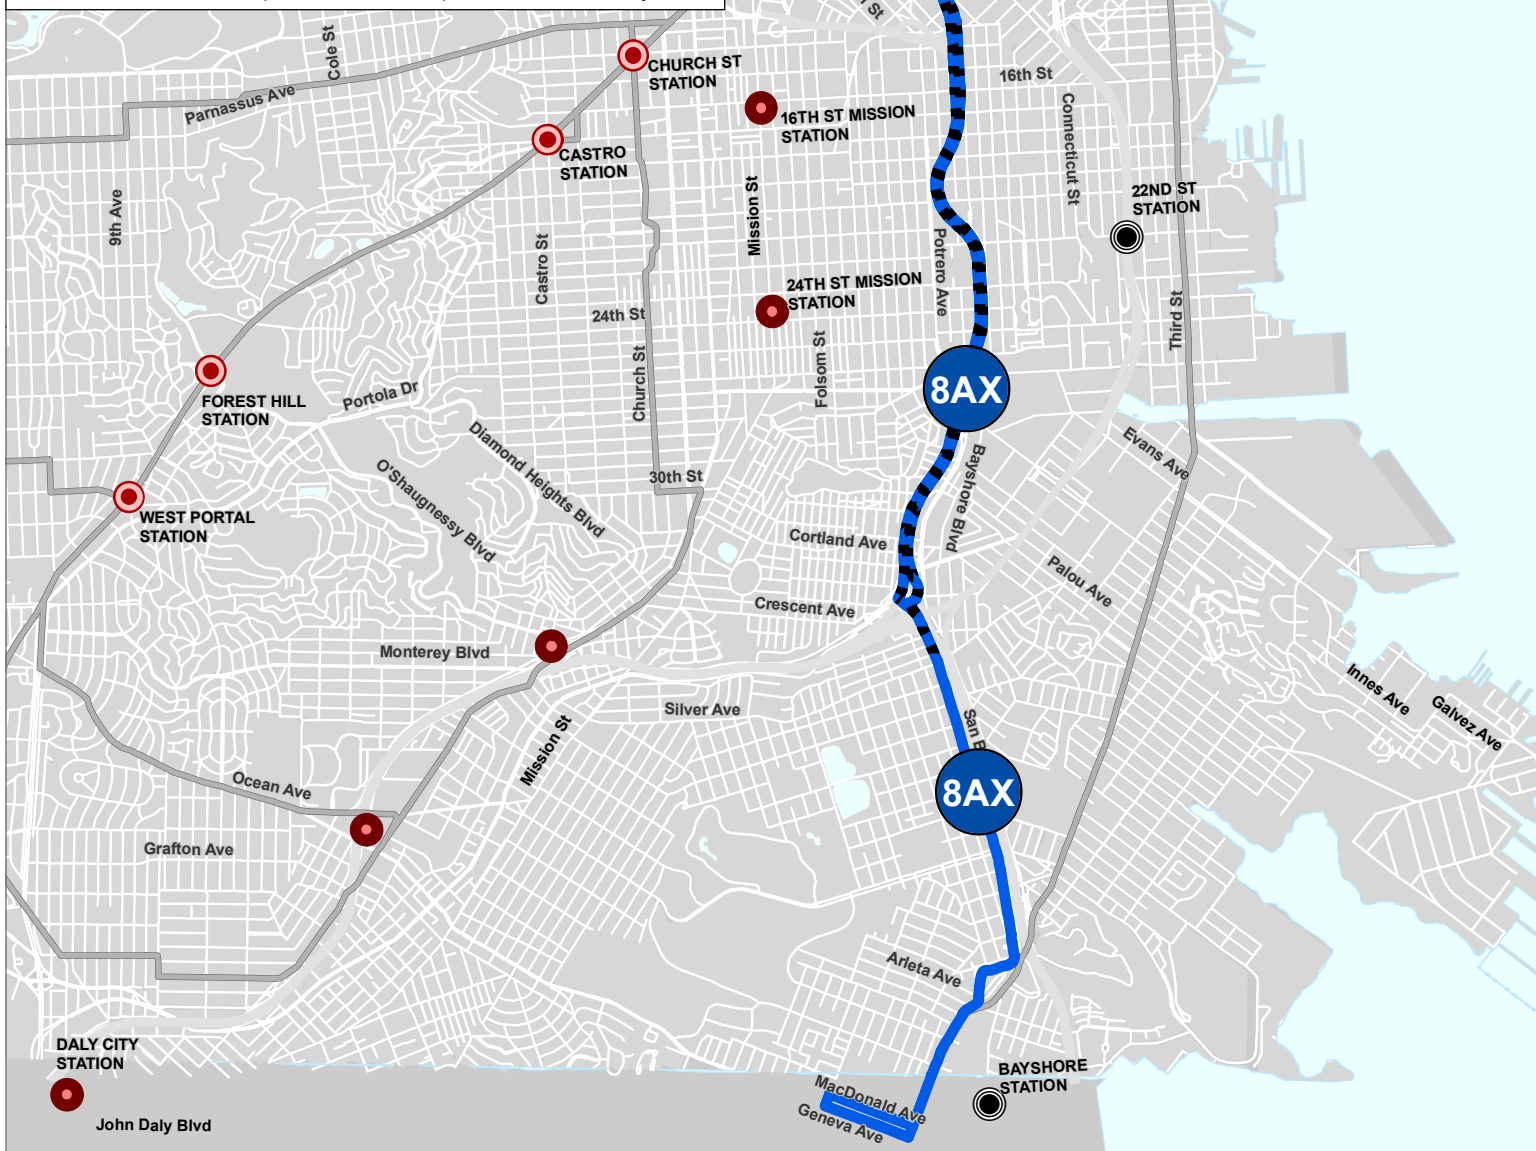 Cole St
16th St
Parnassus Ave
CHURCH ST
STATION
16TH ST MISSION
STATION
Connecticut St
CASTRO
STATION
9th Ave
Mission St
22ND ST
STATION
Castro St
Potrero Ave
24TH ST MISSION
STATION
24th St
Folsom St
Third St
Church St
8AX
FOREST HILL
STATION
Portola Dr
Diamond Heights Blvd
O'Shaugnessy Blvd
30th St
Bayshore Blvd
Evans Ave
WEST PORTAL
STATION
Cortland Ave
Palou Ave
Crescent Ave
Monterey Blvd
Silver Ave
Innes Ave
Galvez Ave
Mission St
San B
Ocean Ave
8AX
Grafton Ave
Arleta Ave
DALY CITY
STATION
BAYSHORE
STATION
MacDonald Ave
Geneva Ave
John Daly Blvd